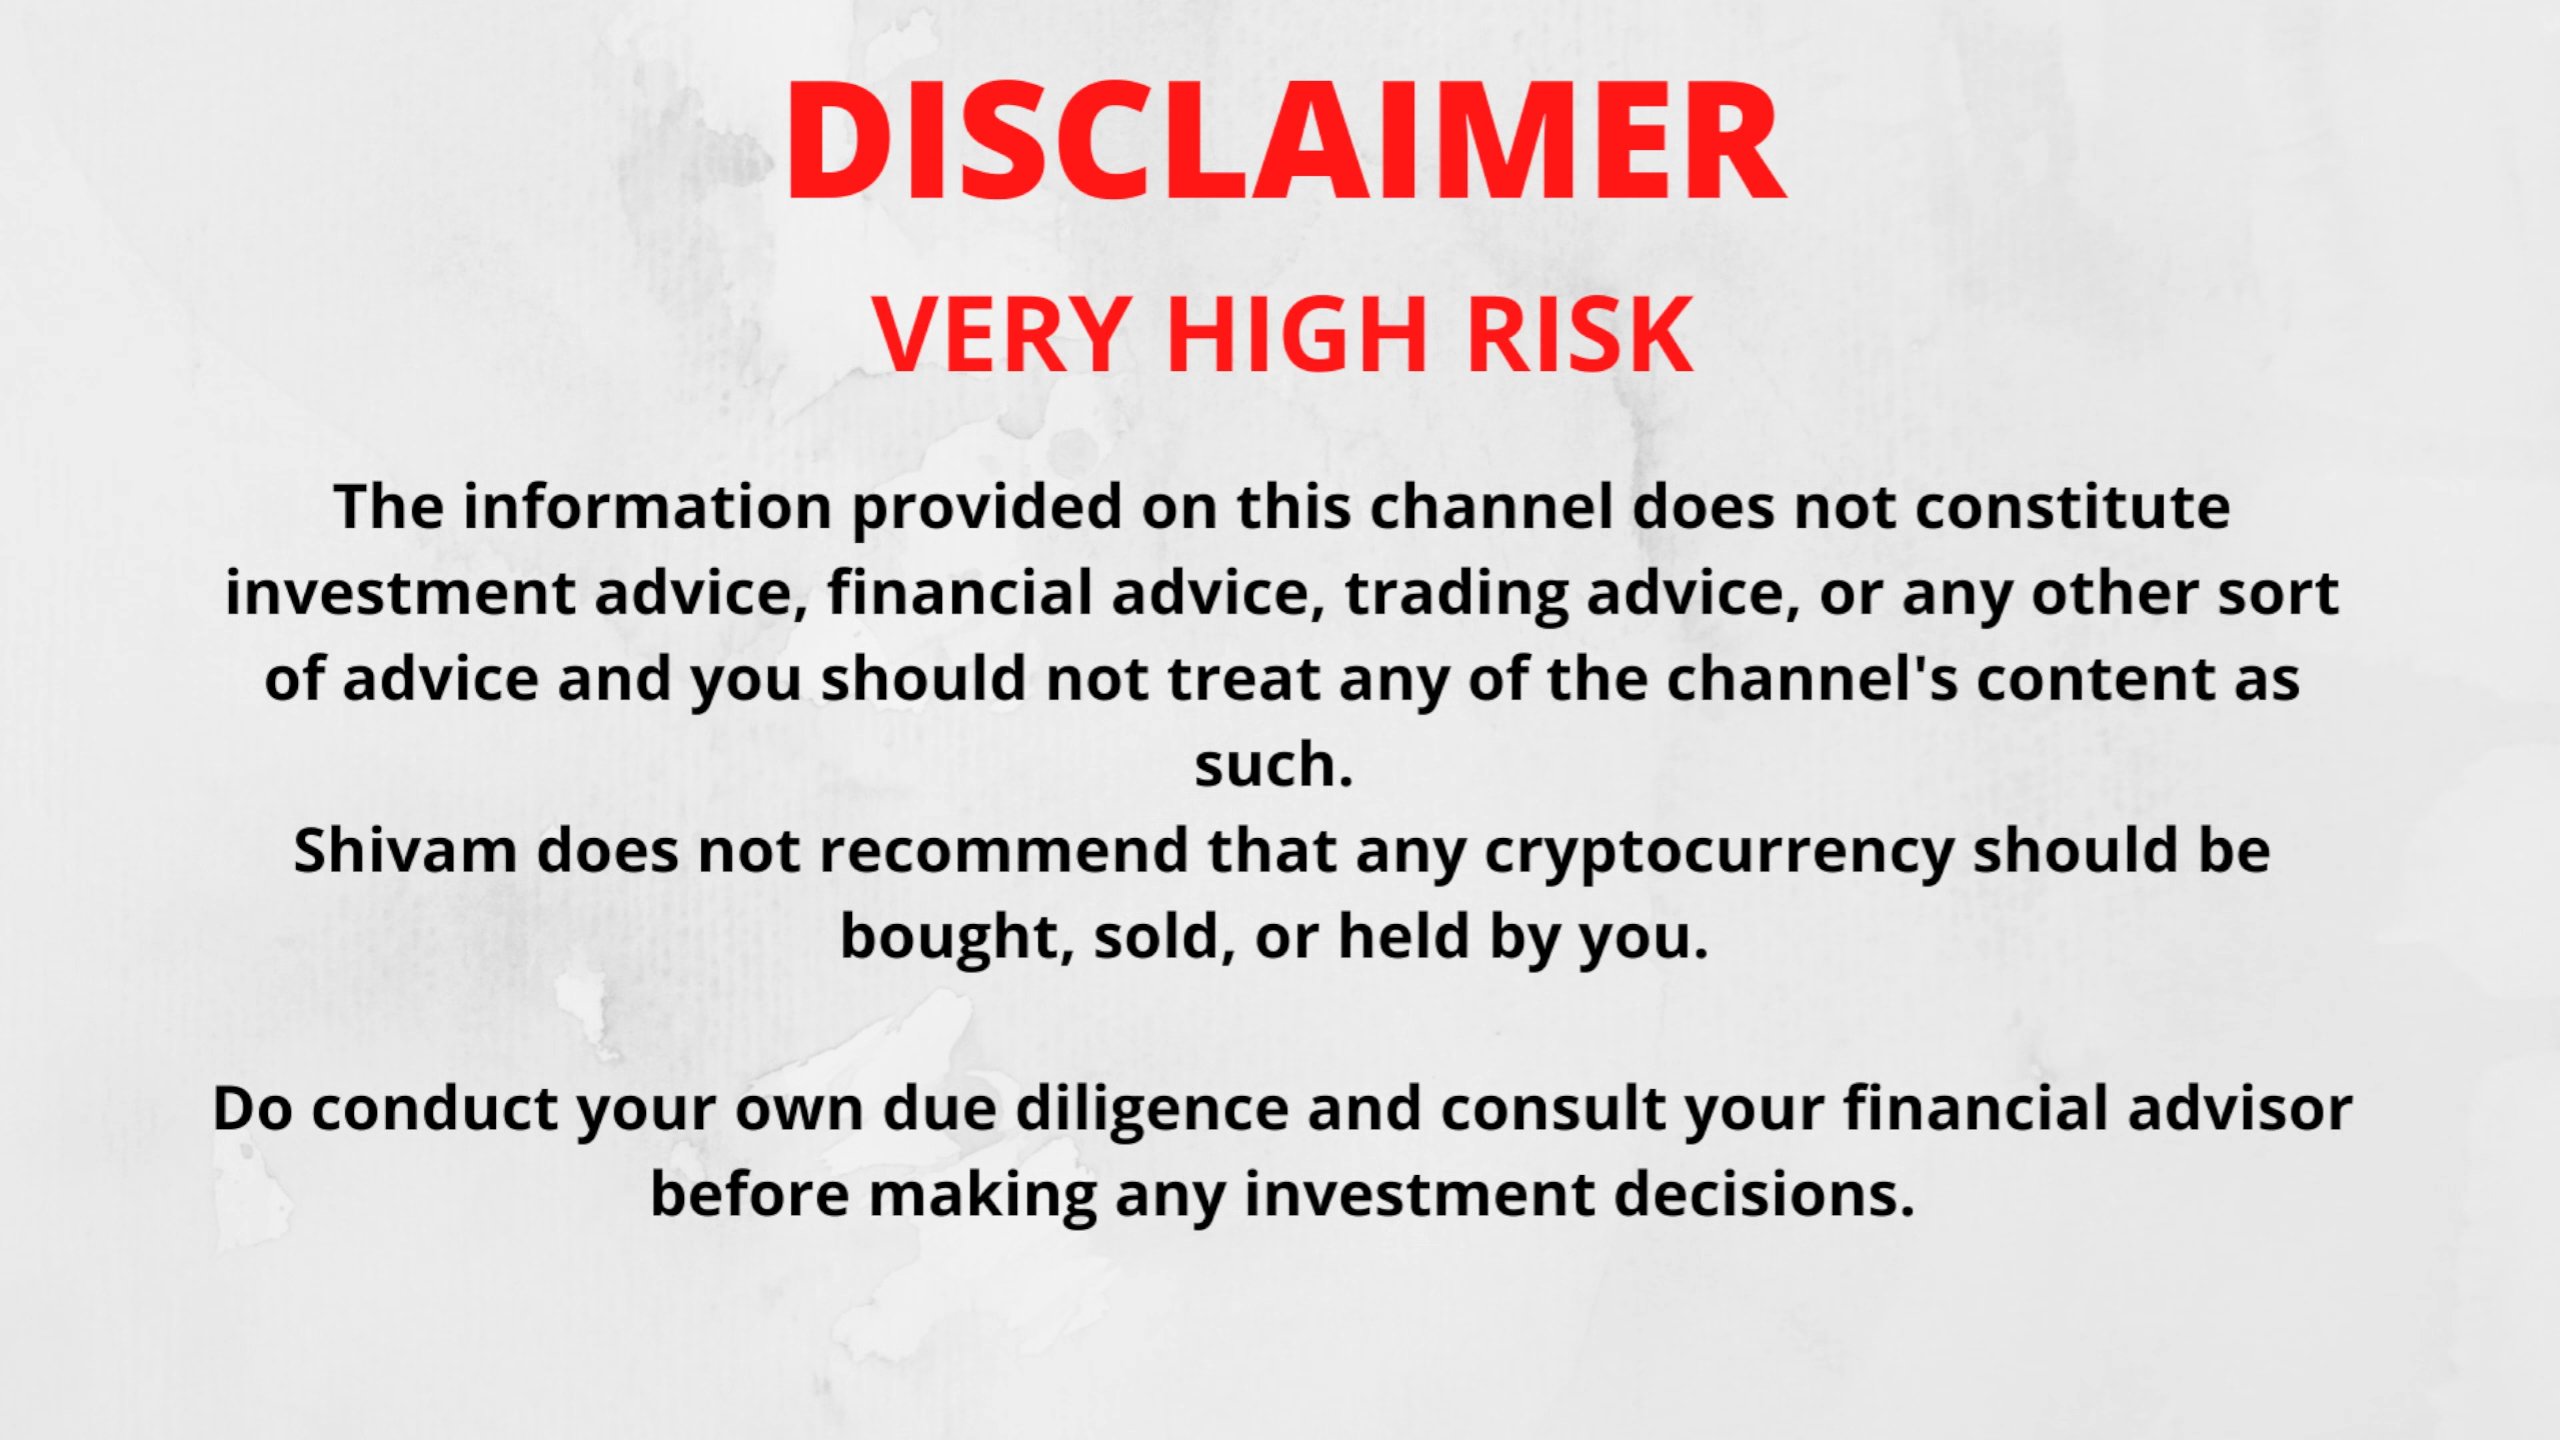 DISCLAIMER
VERY HIGH RISK
The information provided on this channel does not constitute
investment advice, financial advice, trading advice, or any other sort
of advice and you should not treat any of the channel's content as
such.
Shivam does not recommend that any cryptocurrency should be
bought, sold, or held by you.
Do conduct your own due diligence and consult your financial advisor
before making any investment decisions.